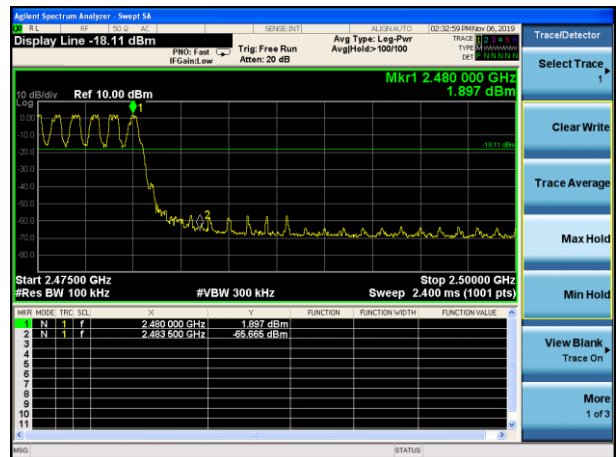 Agilent Spectrum Analyzer - Swept SA
RL RF 50 Ω AC SENSE:INT ALIGN AUTO 02:32:59 PM Nov 06, 2019
Display Line -18.11 dBm
PNO: Fast
IFGain:Low
Trig: Free Run
Atten: 20 dB
Avg Type: Log-Pwr
Avg|Hold:> 100/100
TRACE 1 2 3 4 5 6
TYPE M WWWWW
DET P N N N N N
Mkr1 2.480 000 GHz
1.897 dBm
10 dB/div Ref 10.00 dBm
Log
1
0.00
-10.0
-18.11 dBm
-20.0
-30.0
-40.0
-50.0
-60.0
2
-70.0
-80.0
Start 2.47500 GHz Stop 2.50000 GHz
#Res BW 100 kHz #VBW 300 kHz Sweep 2.400 ms (1001 pts)
MKR MODE TRC SCL X Y FUNCTION FUNCTION WIDTH FUNCTION VALUE
1 N 1 f 2.480 000 GHz 1.897 dBm
2 N 1 f 2.483 500 GHz -65.665 dBm
3
4
5
6
7
8
9
10
11
MSG STATUS
Trace/Detector
Select Trace
1
Clear Write
Trace Average
Max Hold
Min Hold
View Blank
Trace On
More
1 of 3